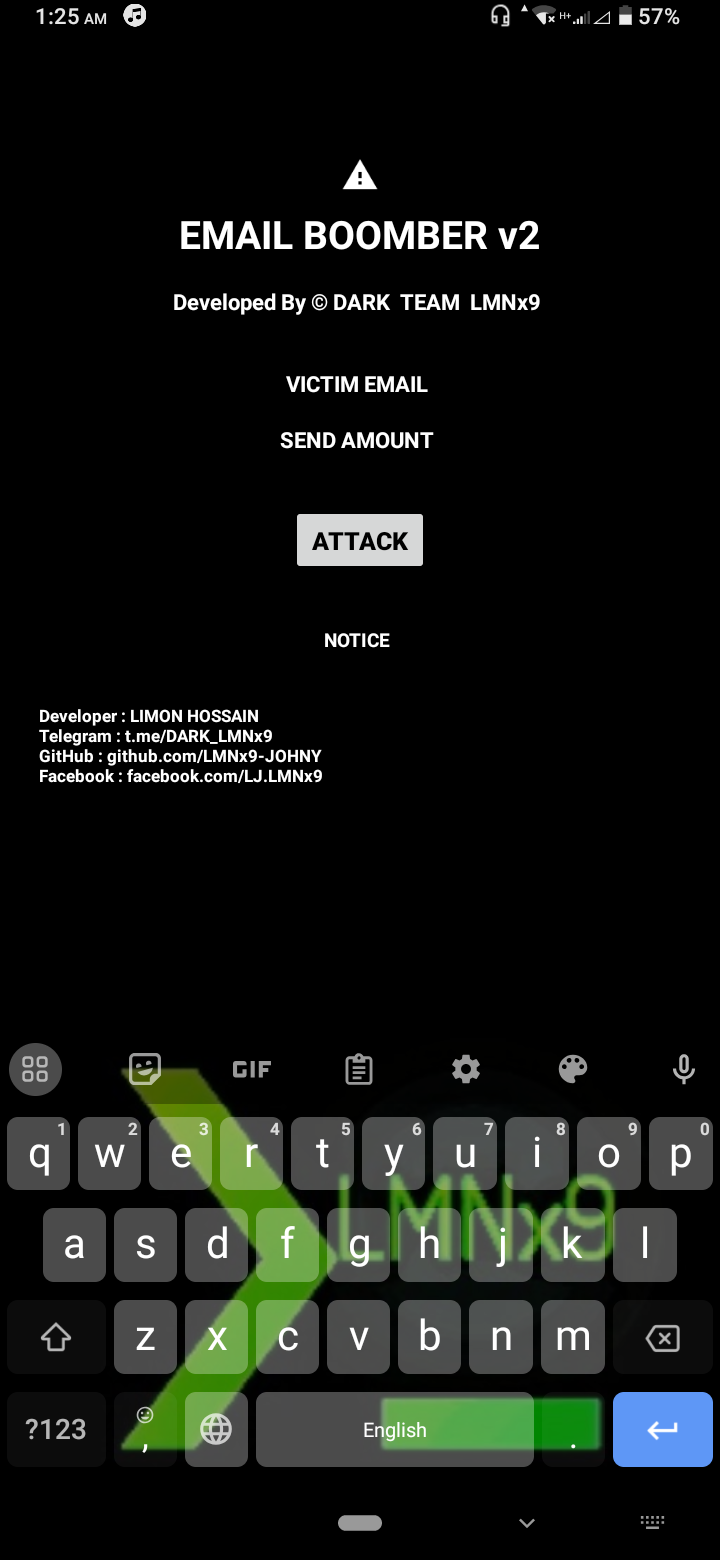 1:25 AM 57%
H+
EMAIL BOOMBER v2
Developed By © DARK TEAM LMNx9
VICTIM EMAIL
SEND AMOUNT
ATTACK
NOTICE
Developer : LIMON HOSSAIN
Telegram : t.me/DARK_LMNx9
GitHub : github.com/LMNx9-JOHNY
Facebook : facebook.com/LJ.LMNx9
GIF
q 1 w 2 e 3 r 4 t 5 y 6 u 7 i 8 o 9 p 0
LMNx9
a s d f g h j k l
z x c v b n m
?123 , English .